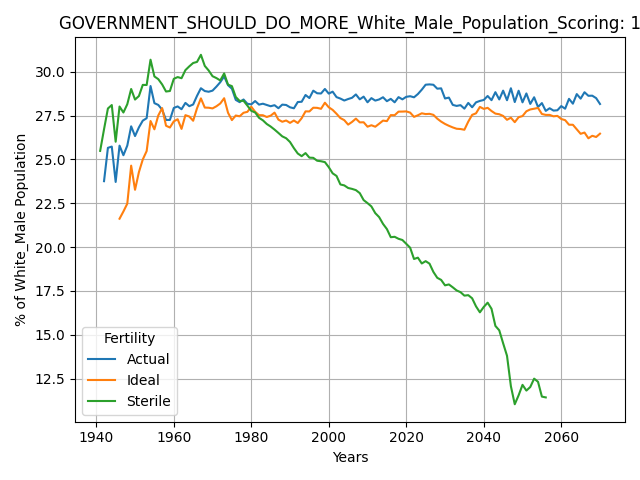 GOVERNMENT_SHOULD_DO_MORE_White_Male_Population_Scoring: 1
% of White_Male Population
30.0
27.5
25.0
22.5
20.0
17.5
15.0
12.5
Fertility
Actual
Ideal
Sterile
1940 1960 1980 2000 2020 2040 2060
Years